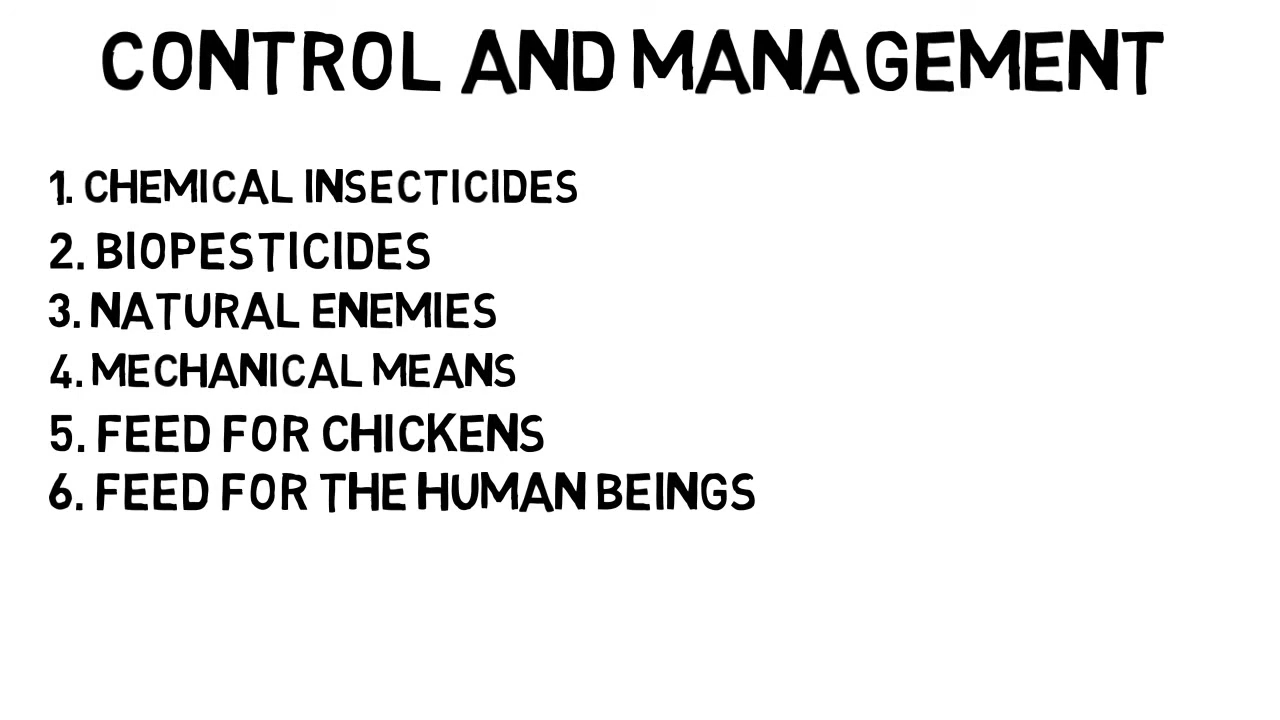 CONTROL AND MANAGEMENT
1. CHEMICAL INSECTICIDES
2. BIOPESTICIDES
3. NATURAL ENEMIES
4. MECHANICAL MEANS
5. FEED FOR CHICKENS
6. FEED FOR THE HUMAN BEINGS